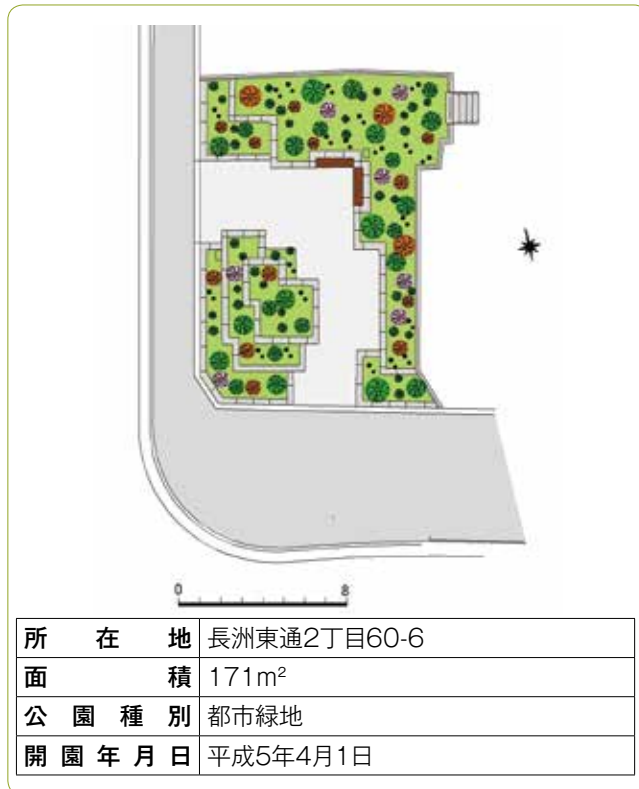 0 8
所在地 長洲東通2丁目60-6
面積 171m²
公園種別 都市緑地
開園年月日 平成5年4月1日